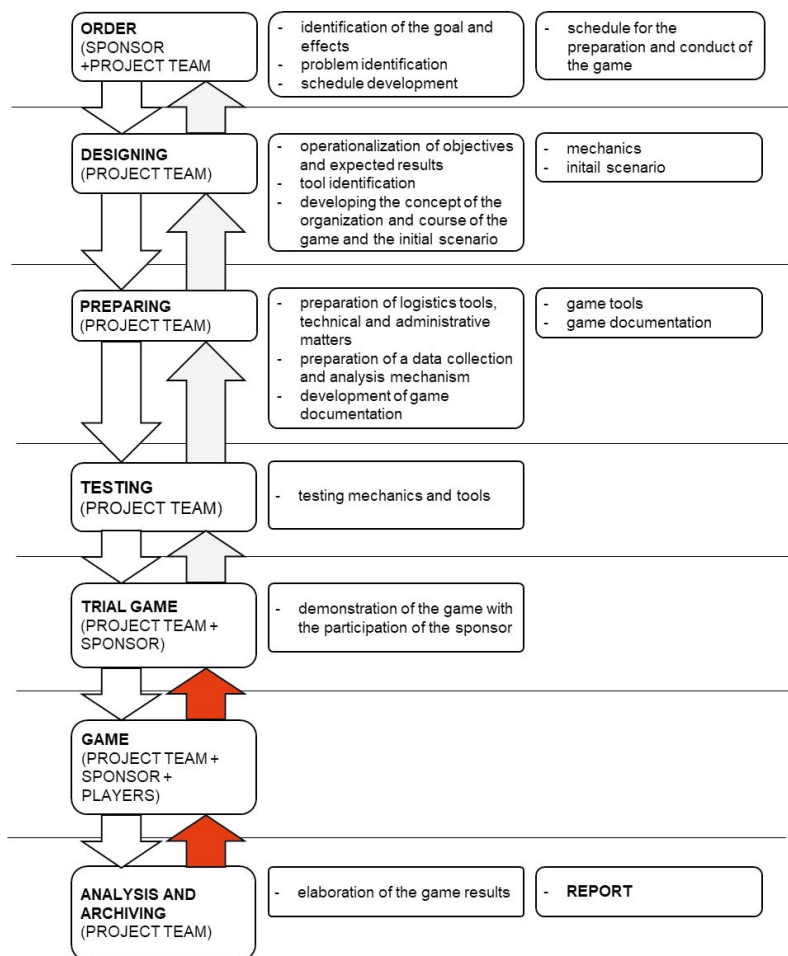 ORDER
(SPONSOR
+PROJECT TEAM
- identification of the goal and
effects
- problem identification
- schedule development
- schedule for the
preparation and conduct of
the game
DESIGNING
(PROJECT TEAM)
- operationalization of objectives
and expected results
- tool identification
- developing the concept of the
organization and course of the
game and the initial scenario
- mechanics
- initail scenario
PREPARING
(PROJECT TEAM)
- preparation of logistics tools,
technical and administrative
matters
- preparation of a data collection
and analysis mechanism
- development of game
documentation
- game tools
- game documentation
TESTING
(PROJECT TEAM)
- testing mechanics and tools
TRIAL GAME
(PROJECT TEAM +
SPONSOR)
- demonstration of the game with
the participation of the sponsor
GAME
(PROJECT TEAM +
SPONSOR +
PLAYERS)
ANALYSIS AND
ARCHIVING
(PROJECT TEAM)
- elaboration of the game results
- REPORT